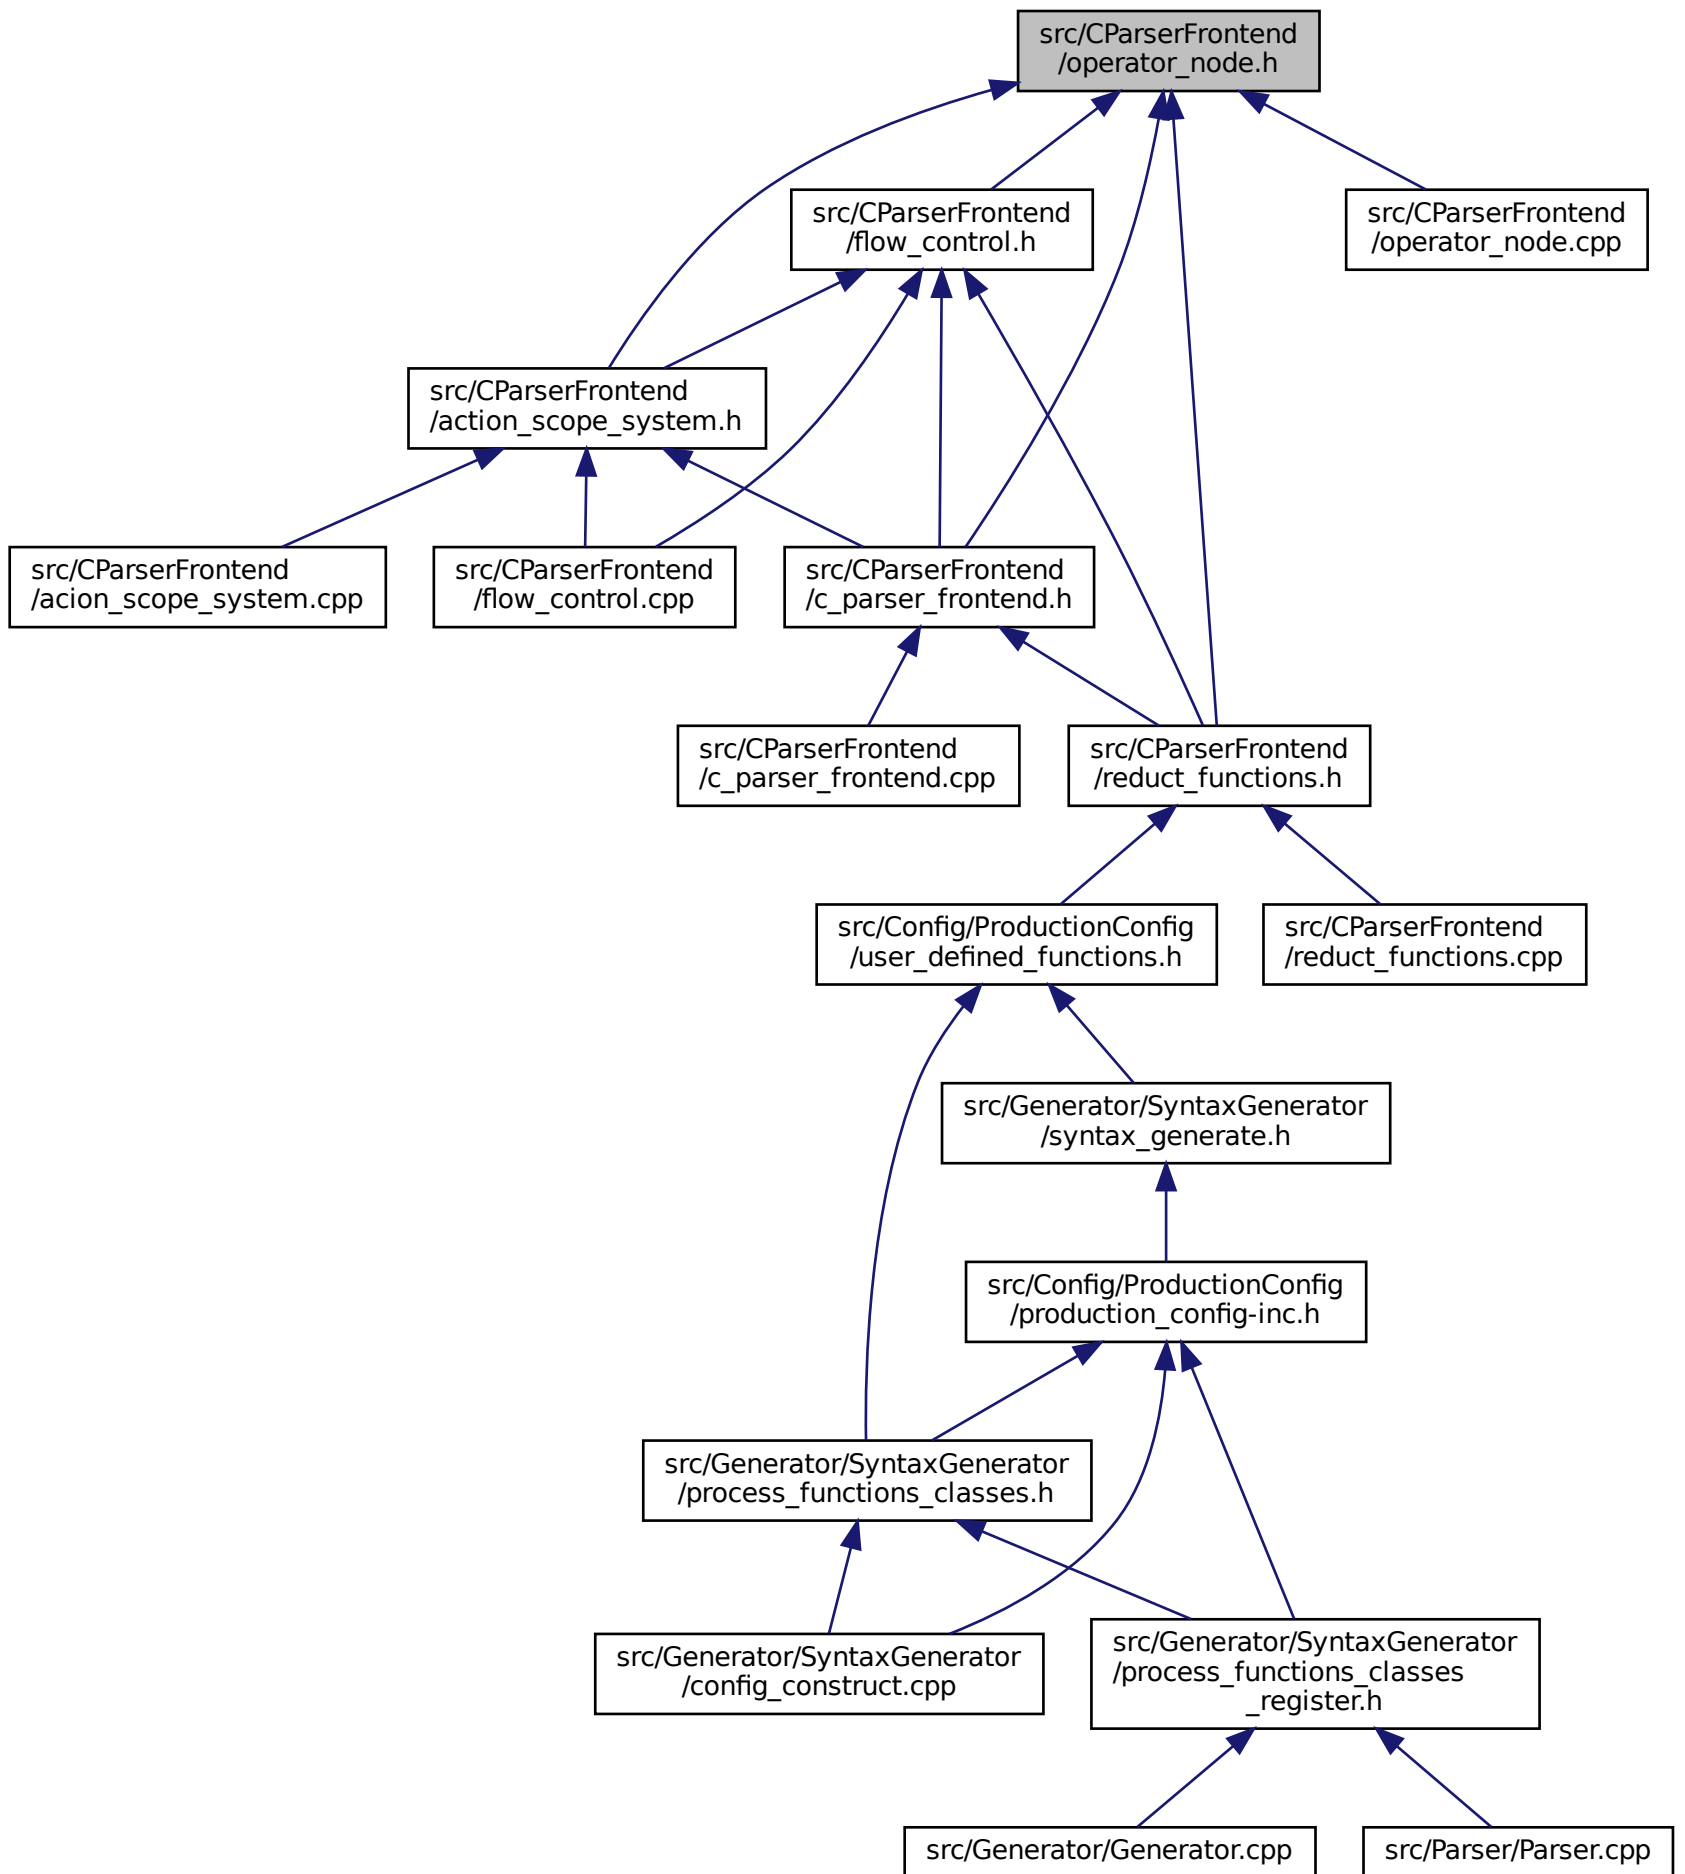 src/CParserFrontend
/operator_node.h
src/CParserFrontend
/flow_control.h
src/CParserFrontend
/operator_node.cpp
src/CParserFrontend
/action_scope_system.h
src/CParserFrontend
/acion_scope_system.cpp
src/CParserFrontend
/flow_control.cpp
src/CParserFrontend
/c_parser_frontend.h
src/CParserFrontend
/c_parser_frontend.cpp
src/CParserFrontend
/reduct_functions.h
src/Config/ProductionConfig
/user_defined_functions.h
src/CParserFrontend
/reduct_functions.cpp
src/Generator/SyntaxGenerator
/syntax_generate.h
src/Config/ProductionConfig
/production_config-inc.h
src/Generator/SyntaxGenerator
/process_functions_classes.h
src/Generator/SyntaxGenerator
/config_construct.cpp
src/Generator/SyntaxGenerator
/process_functions_classes
_register.h
src/Generator/Generator.cpp
src/Parser/Parser.cpp